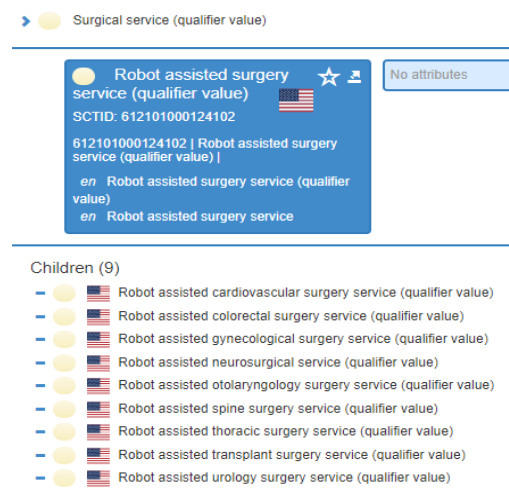 Surgical service (qualifier value)
Robot assisted surgery
service (qualifier value)
SCTID: 612101000124102
612101000124102 | Robot assisted surgery
service (qualifier value) |
en Robot assisted surgery service (qualifier
value)
en Robot assisted surgery service
No attributes
Children (9)
Robot assisted cardiovascular surgery service (qualifier value)
Robot assisted colorectal surgery service (qualifier value)
Robot assisted gynecological surgery service (qualifier value)
Robot assisted neurosurgical service (qualifier value)
Robot assisted otolaryngology surgery service (qualifier value)
Robot assisted spine surgery service (qualifier value)
Robot assisted thoracic surgery service (qualifier value)
Robot assisted transplant surgery service (qualifier value)
Robot assisted urology surgery service (qualifier value)